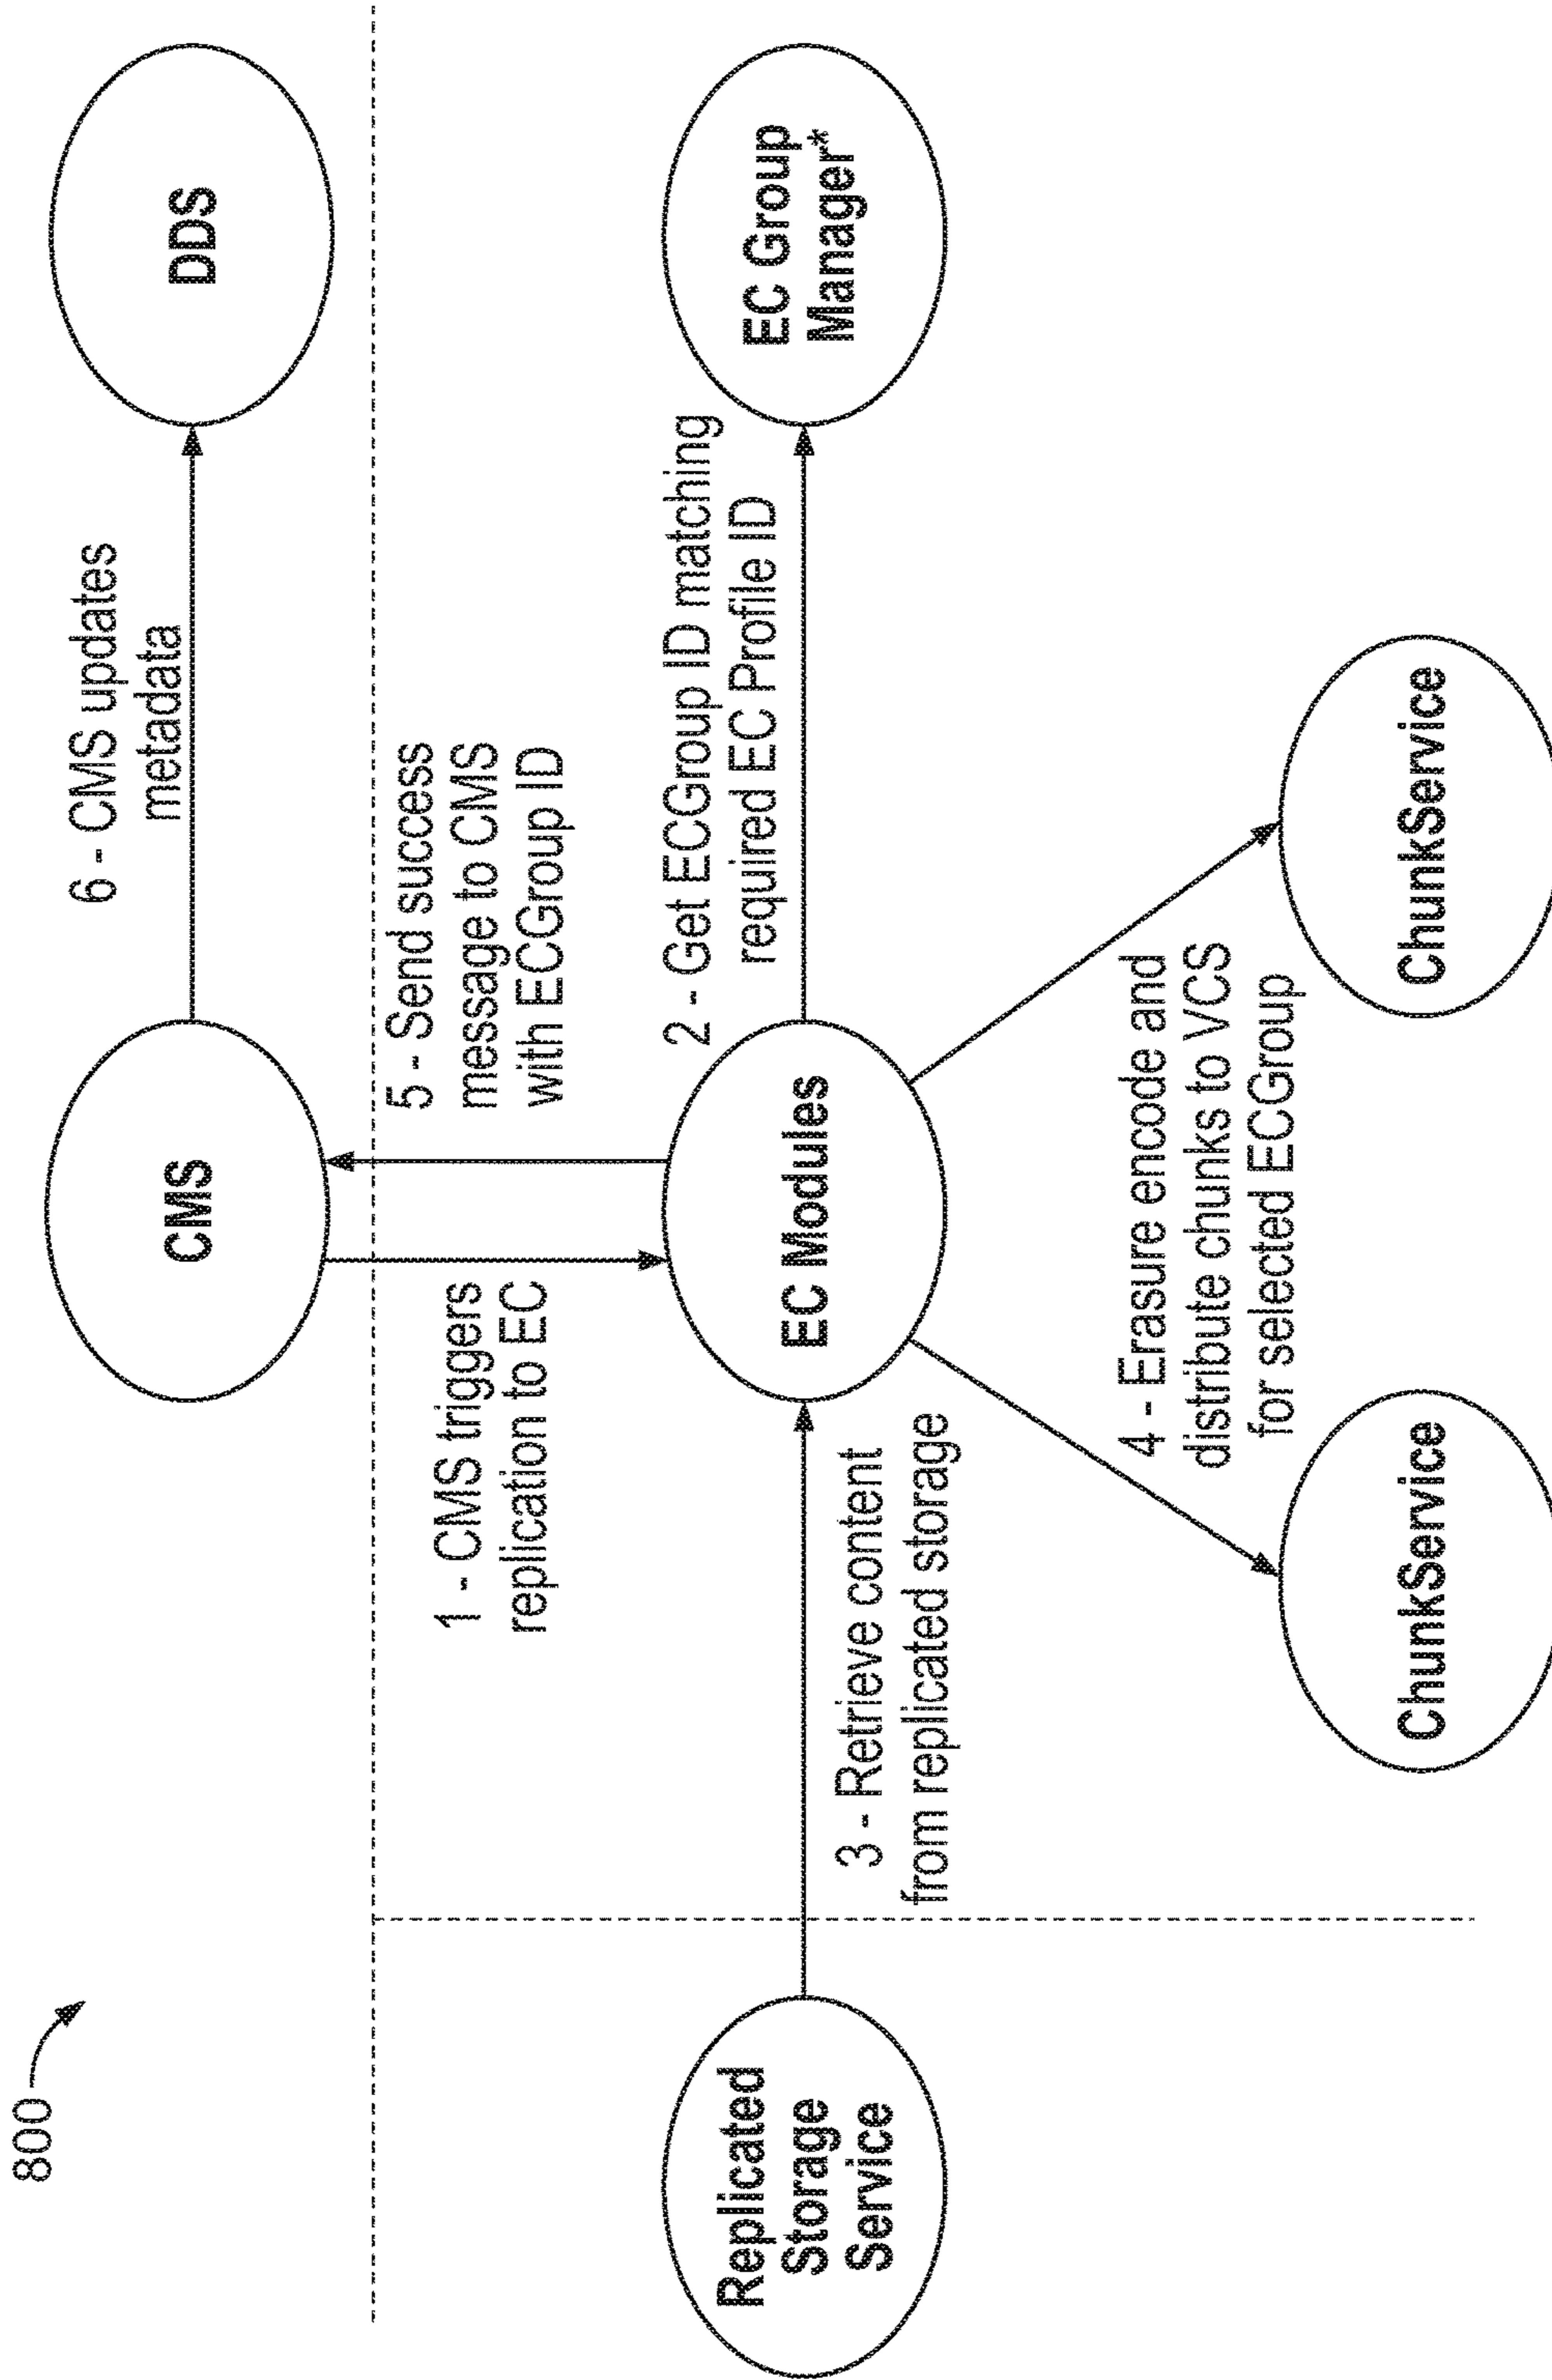 800
CMS
DDS
6 - CMS updates
metadata
1 - CMS triggers
replication to EC
5 - Send success
message to CMS
with ECGroup ID
Replicated
Storage
Service
3 - Retrieve content
from replicated storage
EC Modules
2 - Get ECGroup ID matching
required EC Profile ID
EC Group
Manager*
4 - Erasure encode and
distribute chunks to VCS
for selected ECGroup
ChunkService
ChunkService